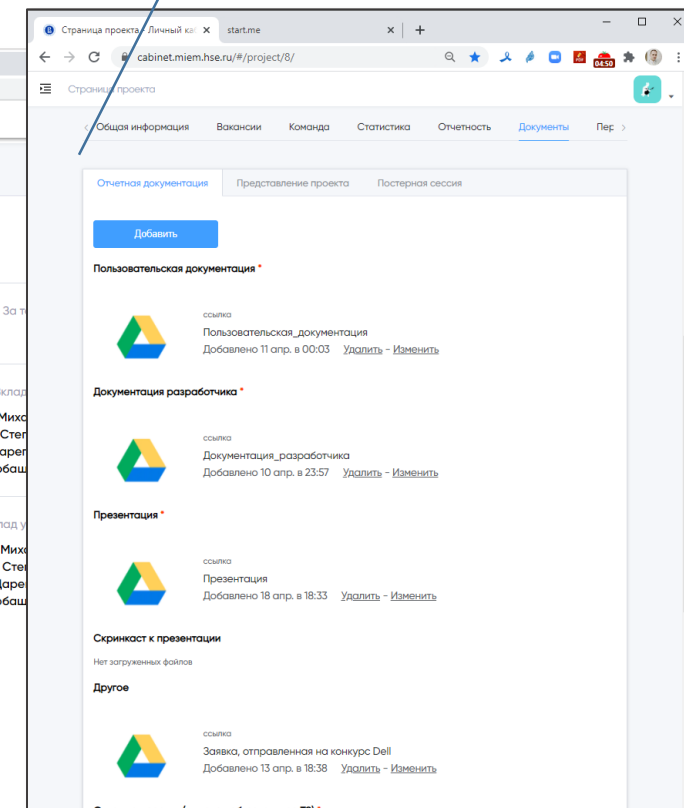 Страница проекта - Личный каб
start.me
cabinet.miem.hse.ru/#/project/8/
04:50
Страница проекта
Общая информация
Вакансии
Команда
Статистика
Отчетность
Документы
Отчетная документация
Представление проекта
Постерная сессия
Добавить
Пользовательская документация *
ссылка
Пользовательская_документация
Добавлено 11 апр. в 00:03 Удалить - Изменить
Документация разработчика *
ссылка
Документация_разработчика
Добавлено 10 апр. в 23:57 Удалить - Изменить
Презентация *
ссылка
Презентация
Добавлено 18 апр. в 18:33 Удалить - Изменить
Скринкаст к презентации
Нет загруженных файлов
Другое
ссылка
Заявка, отправленная на конкурс Dell
Добавлено 13 апр. в 18:38 Удалить - Изменить